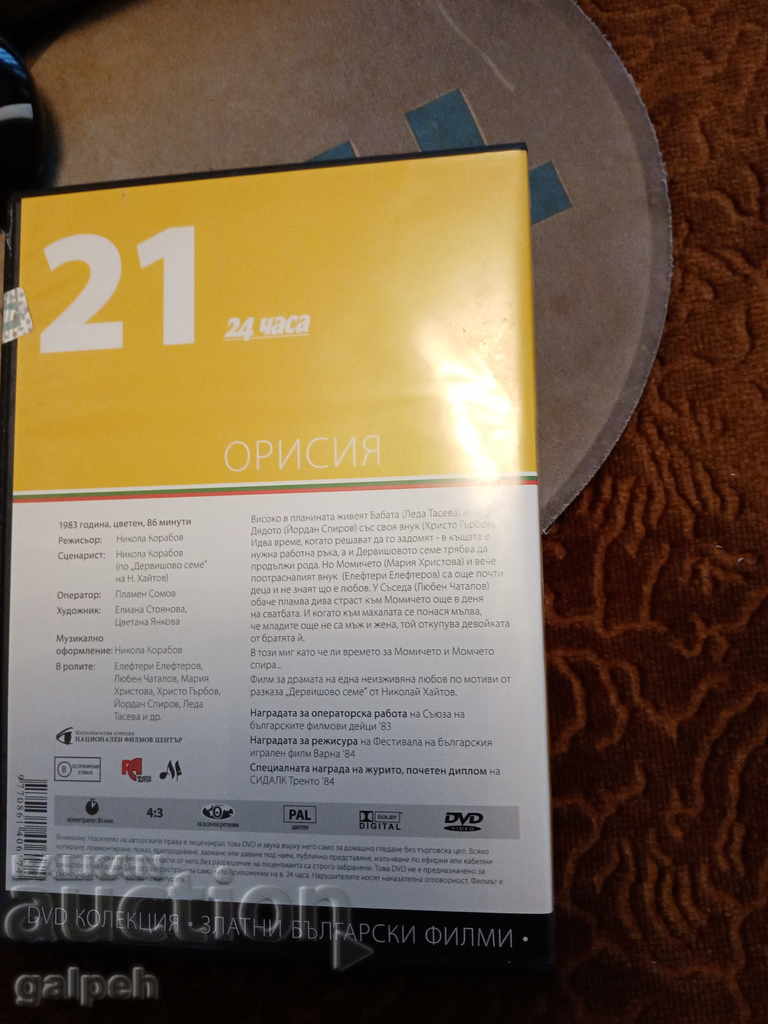 21
24 часа
ОРИСИЯ
1983 година, цветен, 86 минути
Режисьор: Никола Корабов
Сценарист: Никола Корабов
(по „Дервишово семе"
на Н. Хайтов)
Оператор: Пламен Сомов
Художник: Елиана Стоянова,
Цветана Янкова
Музикално
оформление: Никола Корабов
В ролите: Елефтери Елефтеров,
Любен Чаталов, Мария
Христова, Христо Гърбов,
Йордан Спиров, Леда
Тасева и др.
Високо в планината живеят Бабата (Леда Тасева) и
Дядото (Йордан Спиров) със своя внук (Христо Гърбов).
Идва време, когато решават да го задомят - в къщата е
нужна работна ръка, а и Дервишовото семе трябва да
продължи рода. Но Момичето (Мария Христова) и вече
поотрасналият внук (Елефтери Елефтеров) са още почти
деца и не знаят що е любов. У Съседа (Любен Чаталов)
обаче пламва дива страст към Момичето още в деня
на сватбата. И когато към махалата се понася мълва,
че младите още не са мъж и жена, той откупува девойката
от братята й.
В този миг като че ли времето за Момичето и Момчето
спира...
Филм за драмата на една неизживяна любов по мотиви от
разказа „Дервишово семе" от Николай Хайтов.
Наградата за операторска работа на Съюза на
българските филмови дейци '83
Наградата за режисура на Фестивала на българския
игрален филм Варна '84
Специалната награда на журито, почетен диплом на
СИДАЛК Тренто '84
НАЦИОНАЛЕН ФИЛМОВ ЦЕНТЪР
4:3
PAL
DOLBY
DIGITAL
DVD
VIDEO
DVD КОЛЕКЦИЯ · ЗЛАТНИ БЪЛГАРСКИ ФИЛМИ ·
BALKAN
auction
galpeh